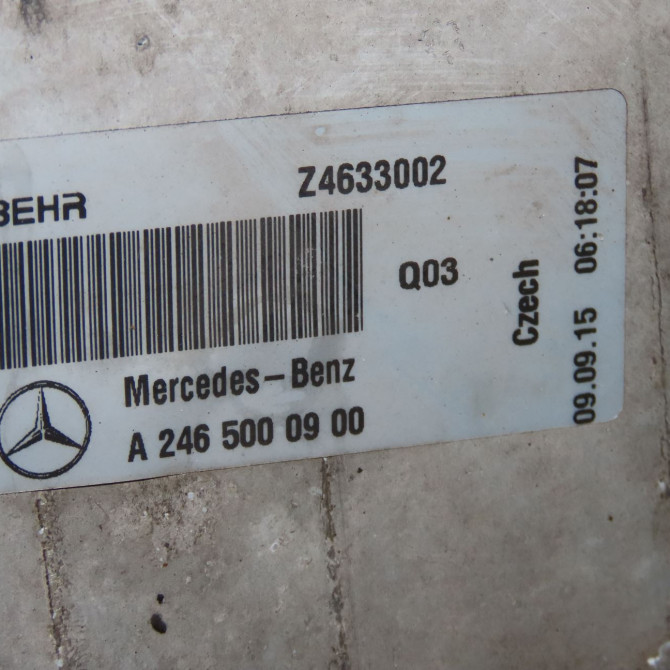 BEHR
Z4633002
Q03
Mercedes-Benz
A 246 500 09 00
Czech
09.09.15 06:18:07